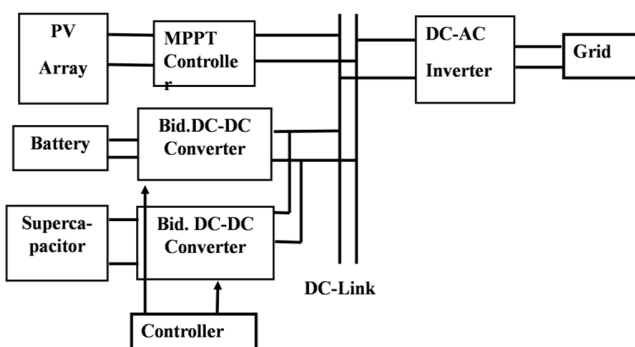 PV
Array
MPPT
Controlle
r
DC-AC
Inverter
Grid
Battery
Bid.DC-DC
Converter
Superca-
pacitor
Bid. DC-DC
Converter
DC-Link
Controller